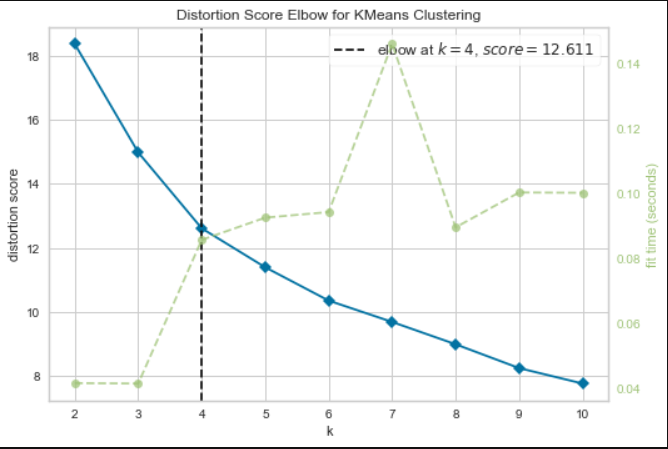 Distortion Score Elbow for KMeans Clustering
elbow at k = 4, score = 12.611
distortion score
18
16
14
12
10
8
0.14
0.12
0.10
0.08
0.06
0.04
fit time (seconds)
2 3 4 5 6 7 8 9 10
k